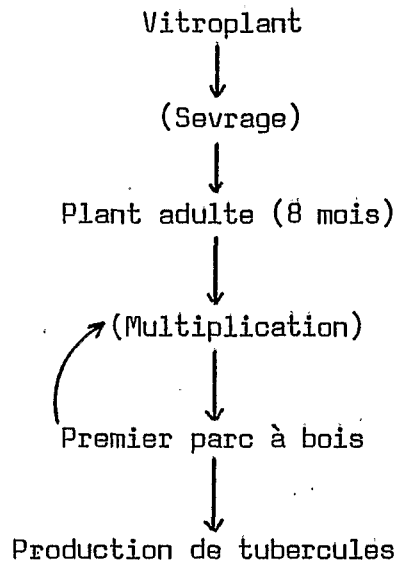 Vitroplant
(Sevrage)
Plant adulte (8 mois)
(Multiplication)
Premier parc à bois
Production de tubercules